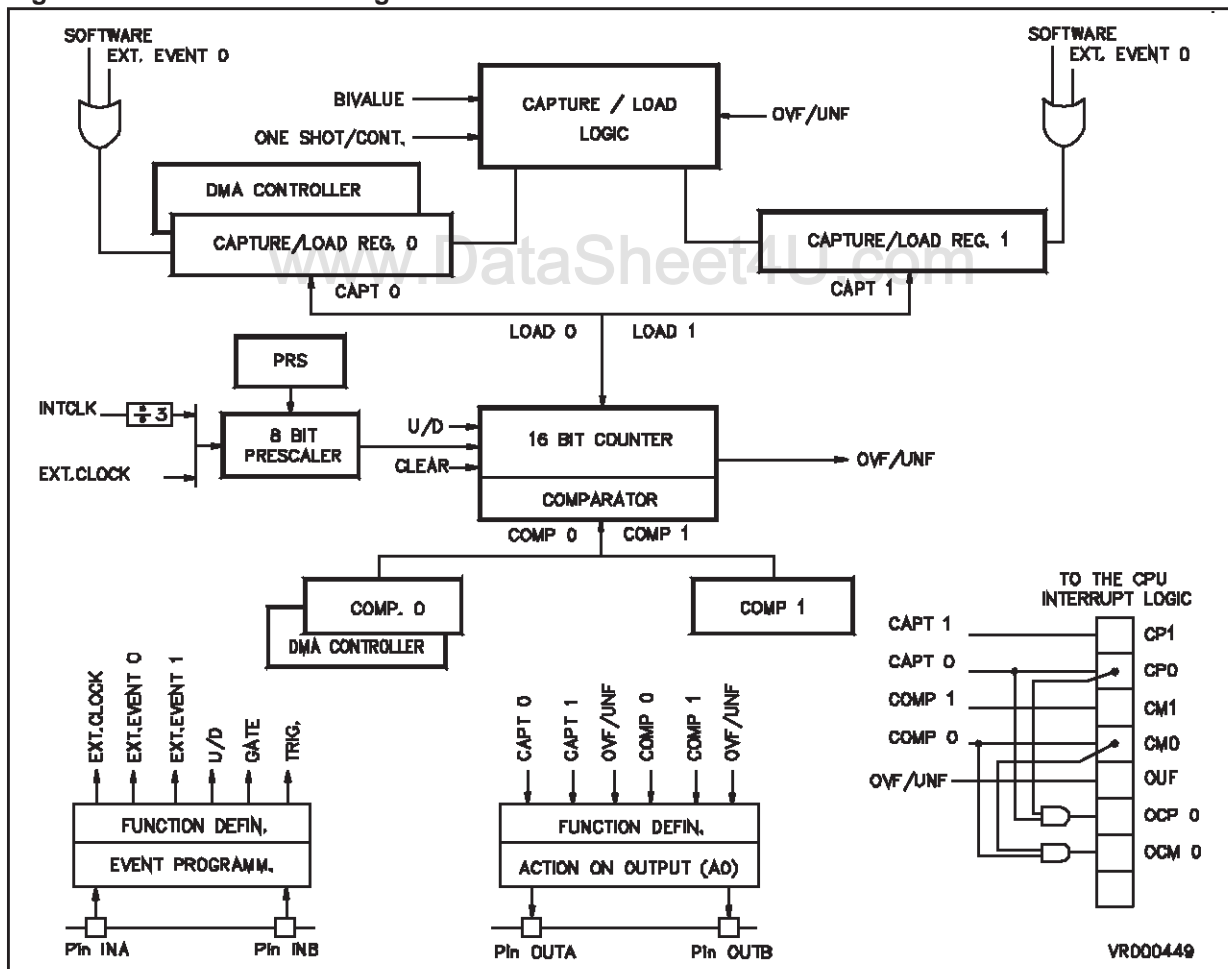 SOFTWARE
EXT. EVENT 0
SOFTWARE
EXT. EVENT 0
BIVALUE
ONE SHOT/CONT.
CAPTURE / LOAD
LOGIC
OVF/UNF
DMA CONTROLLER
CAPTURE/LOAD REG. 0
CAPTURE/LOAD REG. 1
www.DataSheet4U.com
CAPT 0
CAPT 1
LOAD 0
LOAD 1
PRS
INTCLK
÷ 3
EXT.CLOCK
8 BIT
PRESCALER
U/D
CLEAR
16 BIT COUNTER
COMPARATOR
OVF/UNF
COMP 0
COMP 1
COMP. 0
DMA CONTROLLER
COMP 1
TO THE CPU
INTERRUPT LOGIC
CAPT 1
CP1
CAPT 0
CP0
COMP 1
CM1
COMP 0
CM0
OVF/UNF
OUF
OCP 0
OCM 0
EXT.CLOCK
EXT.EVENT 0
EXT.EVENT 1
U/D
GATE
TRIG.
FUNCTION DEFIN.
EVENT PROGRAMM.
Pin INA
Pin INB
CAPT 0
CAPT 1
OVF/UNF
COMP 0
COMP 1
OVF/UNF
FUNCTION DEFIN.
ACTION ON OUTPUT (AO)
Pin OUTA
Pin OUTB
VR000449